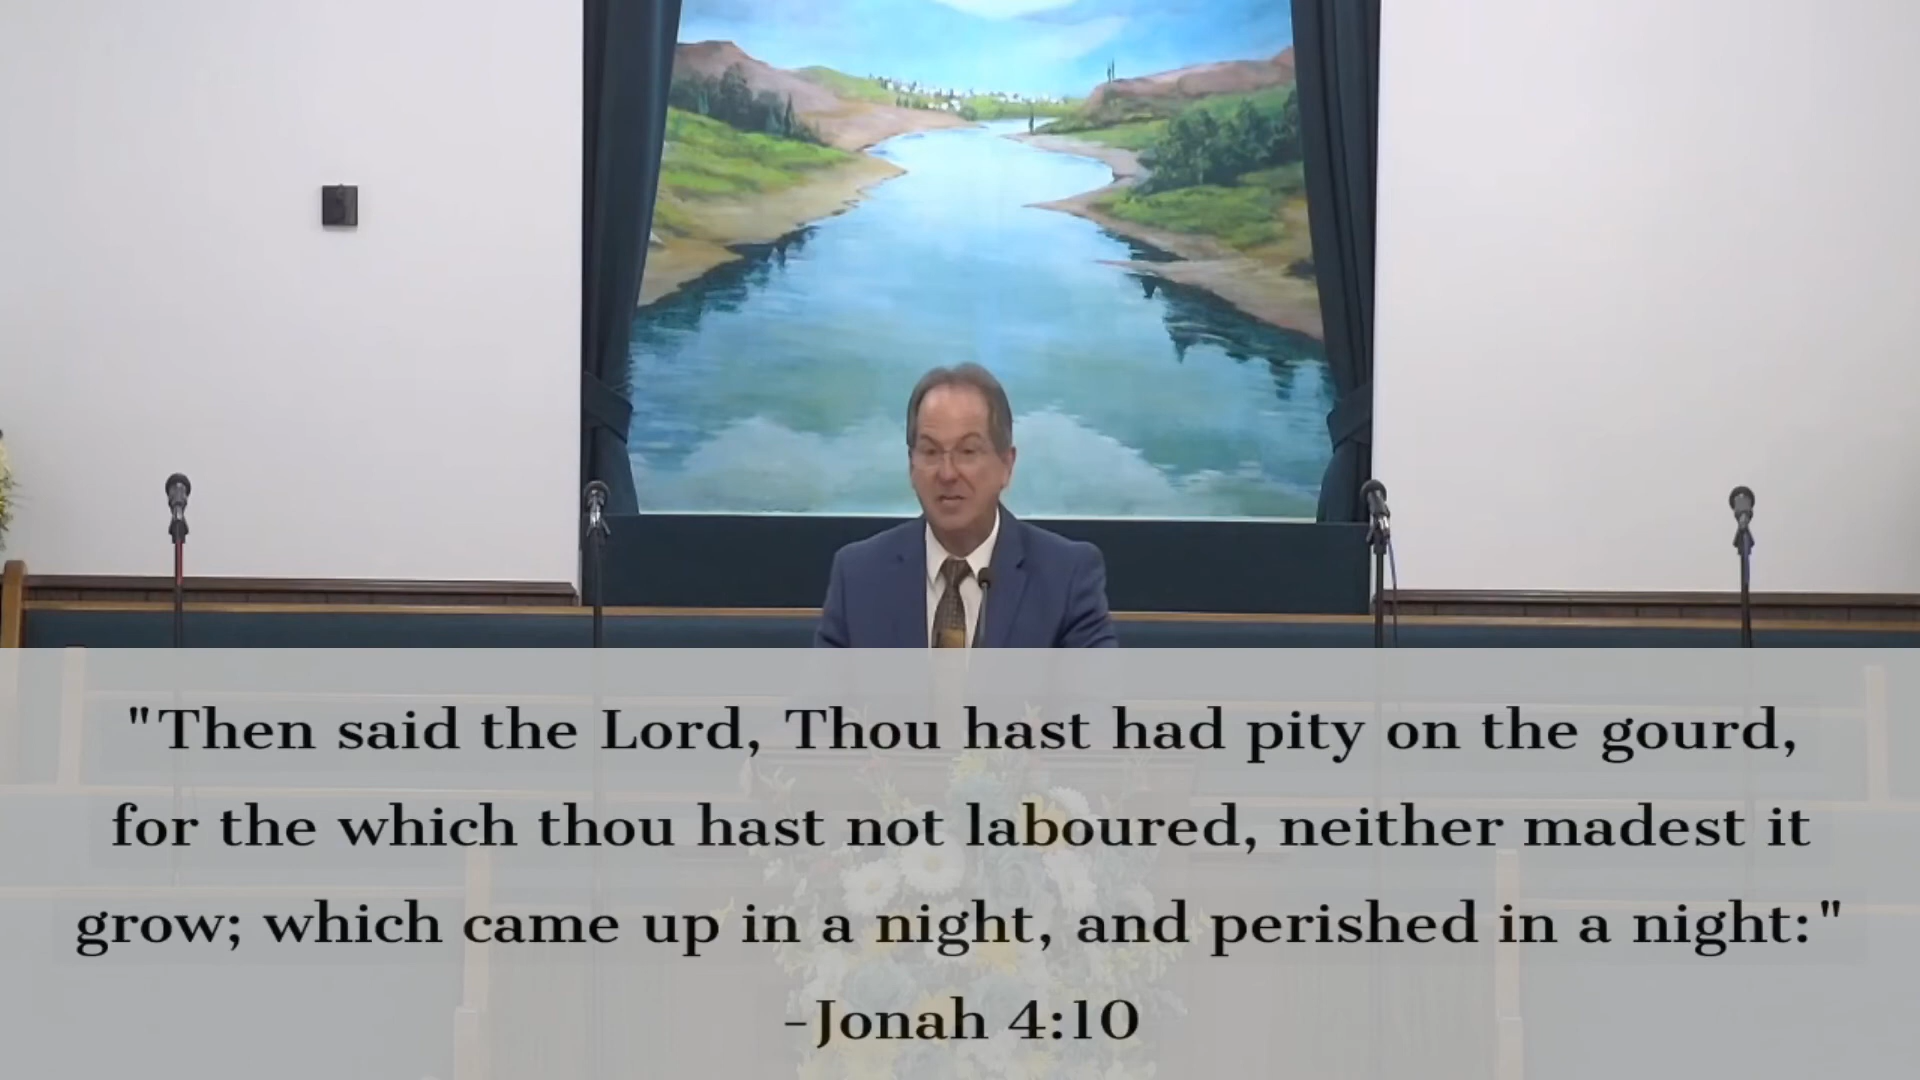 "Then said the Lord, Thou hast had pity on the gourd,
for the which thou hast not laboured, neither madest it
grow; which came up in a night, and perished in a night:"
-Jonah 4:10